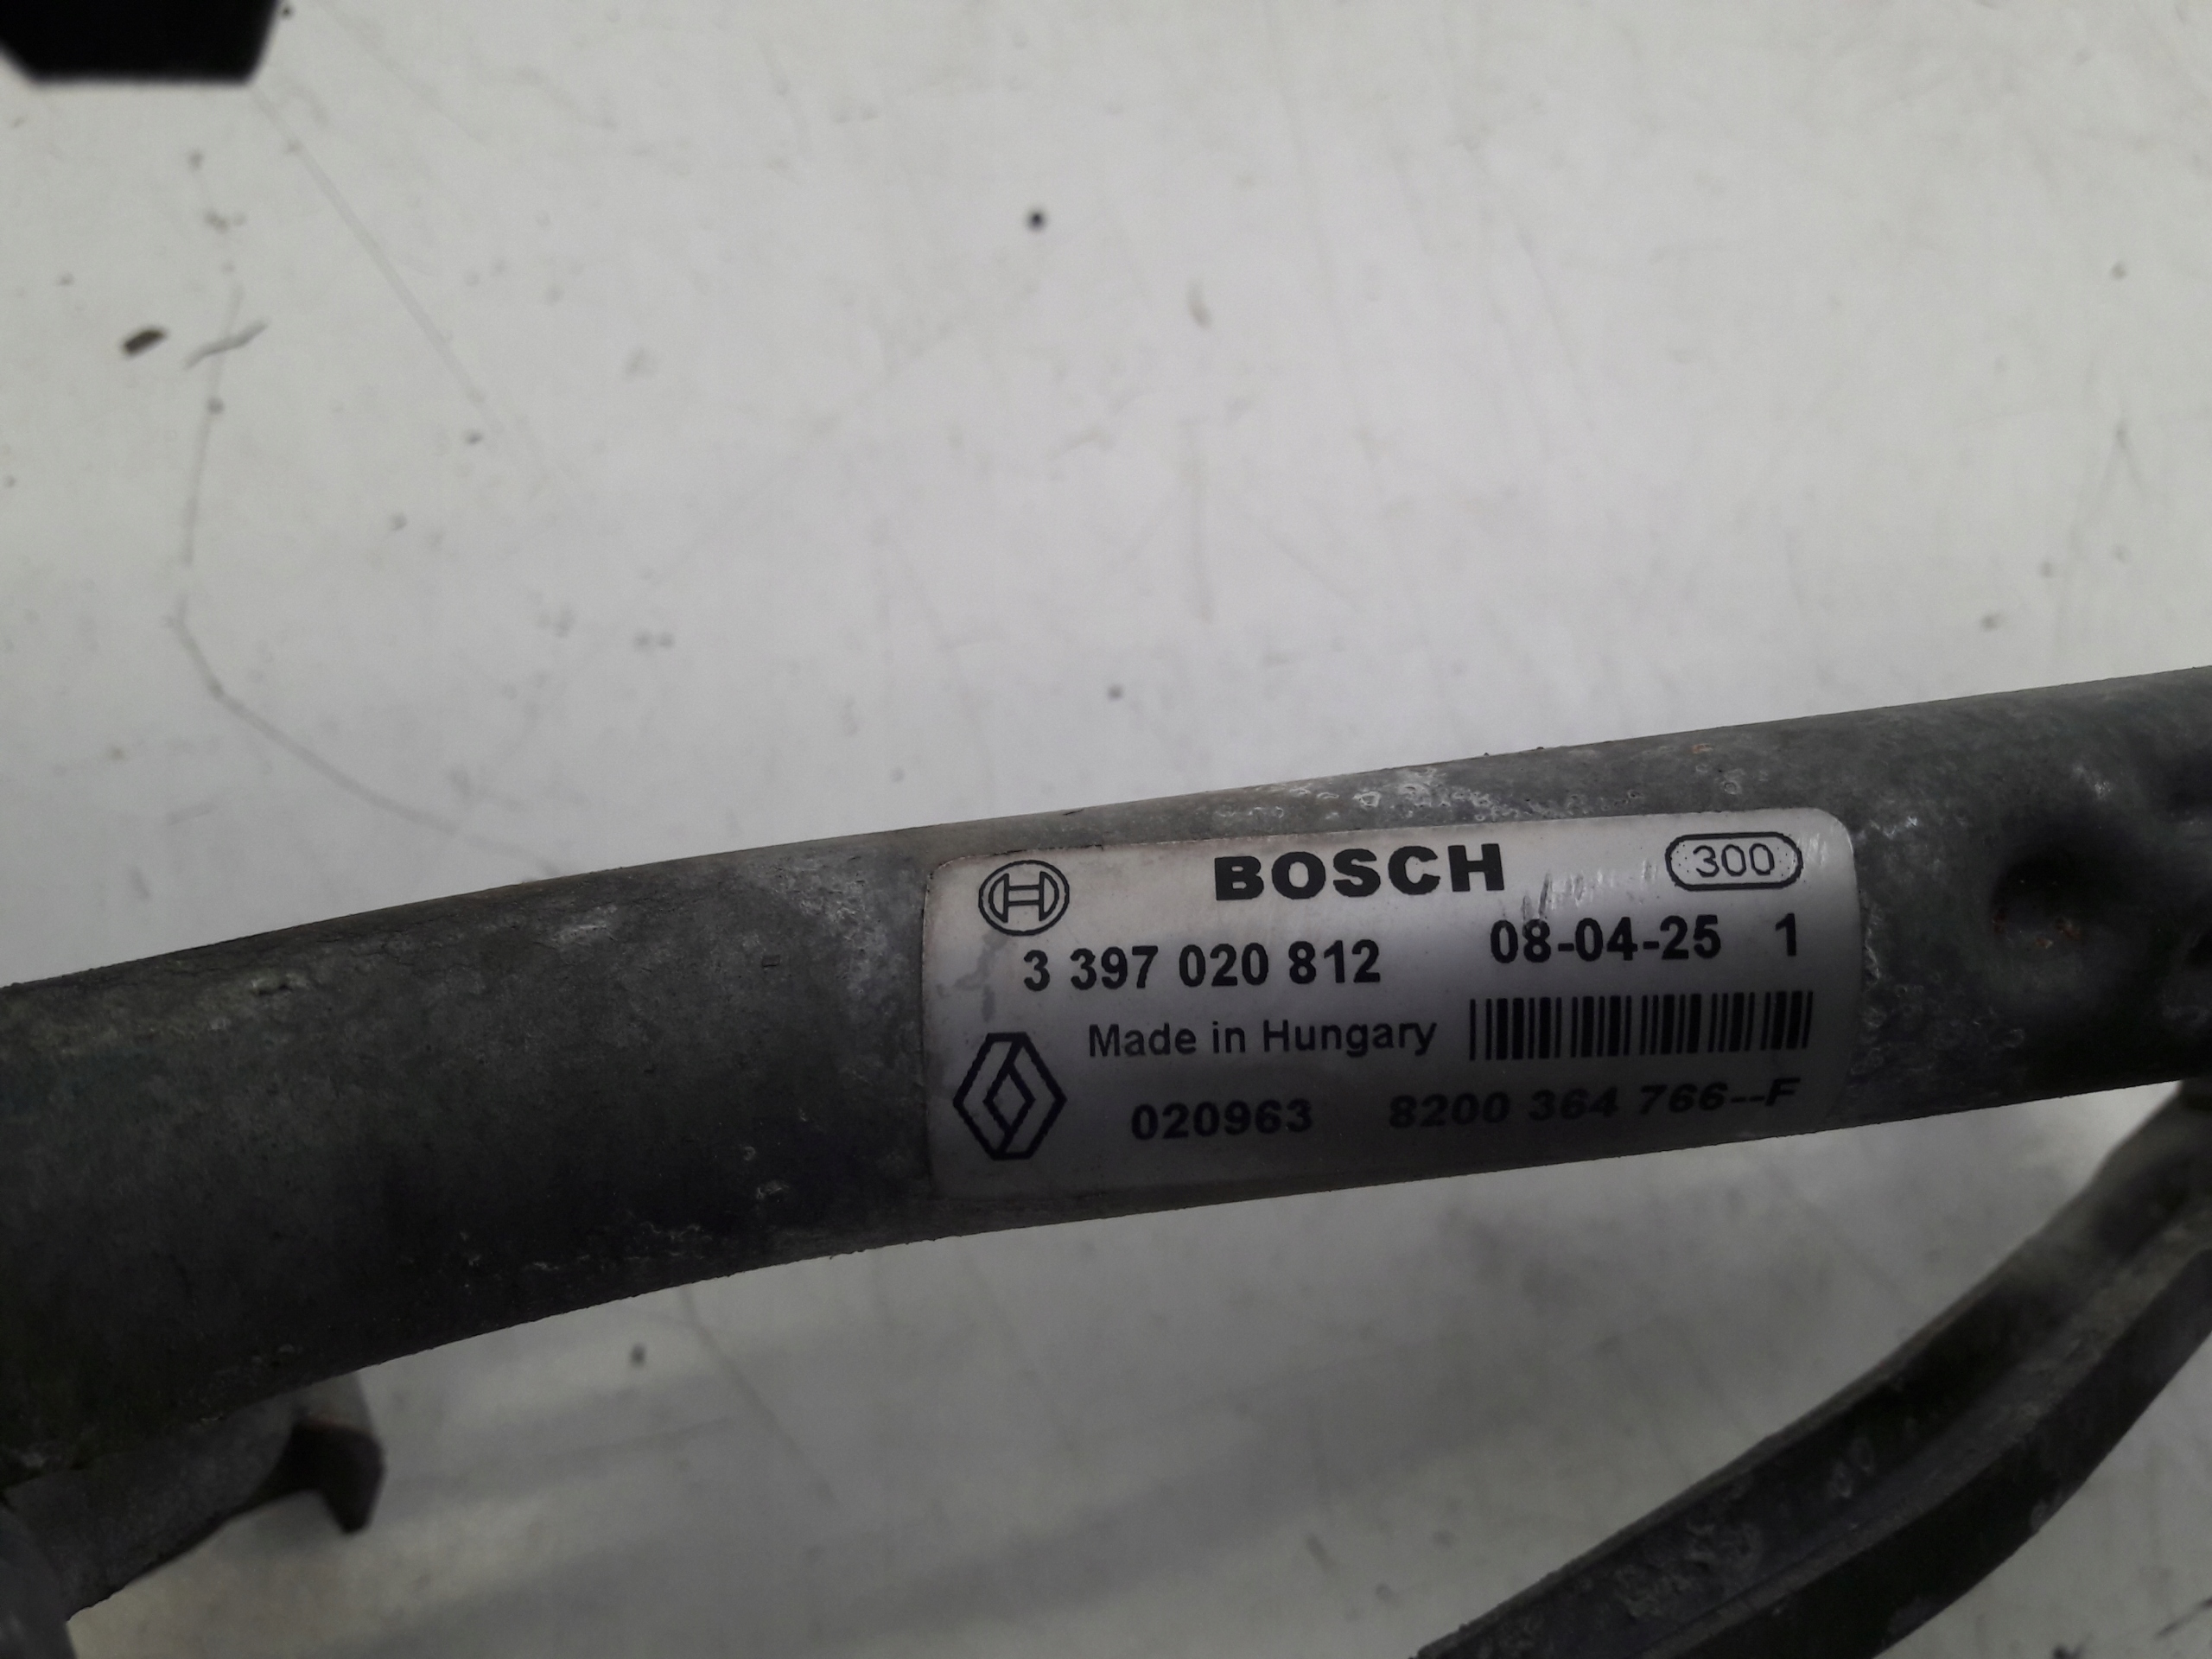 BOSCH 300
3 397 020 812 08-04-25 1
Made in Hungary
020963 8200 364 766--F